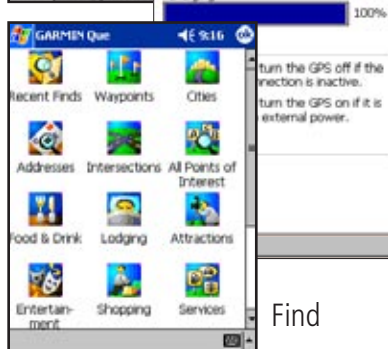 100%
GARMIN Que 9:16 ok
turn the GPS off if the
nnection is inactive.
turn the GPS on if it is
external power.
Recent Finds Waypoints Cities
Addresses Intersections All Points of
Interest
Food & Drink Lodging Attractions
Entertain-
ment
Shopping Services
Find